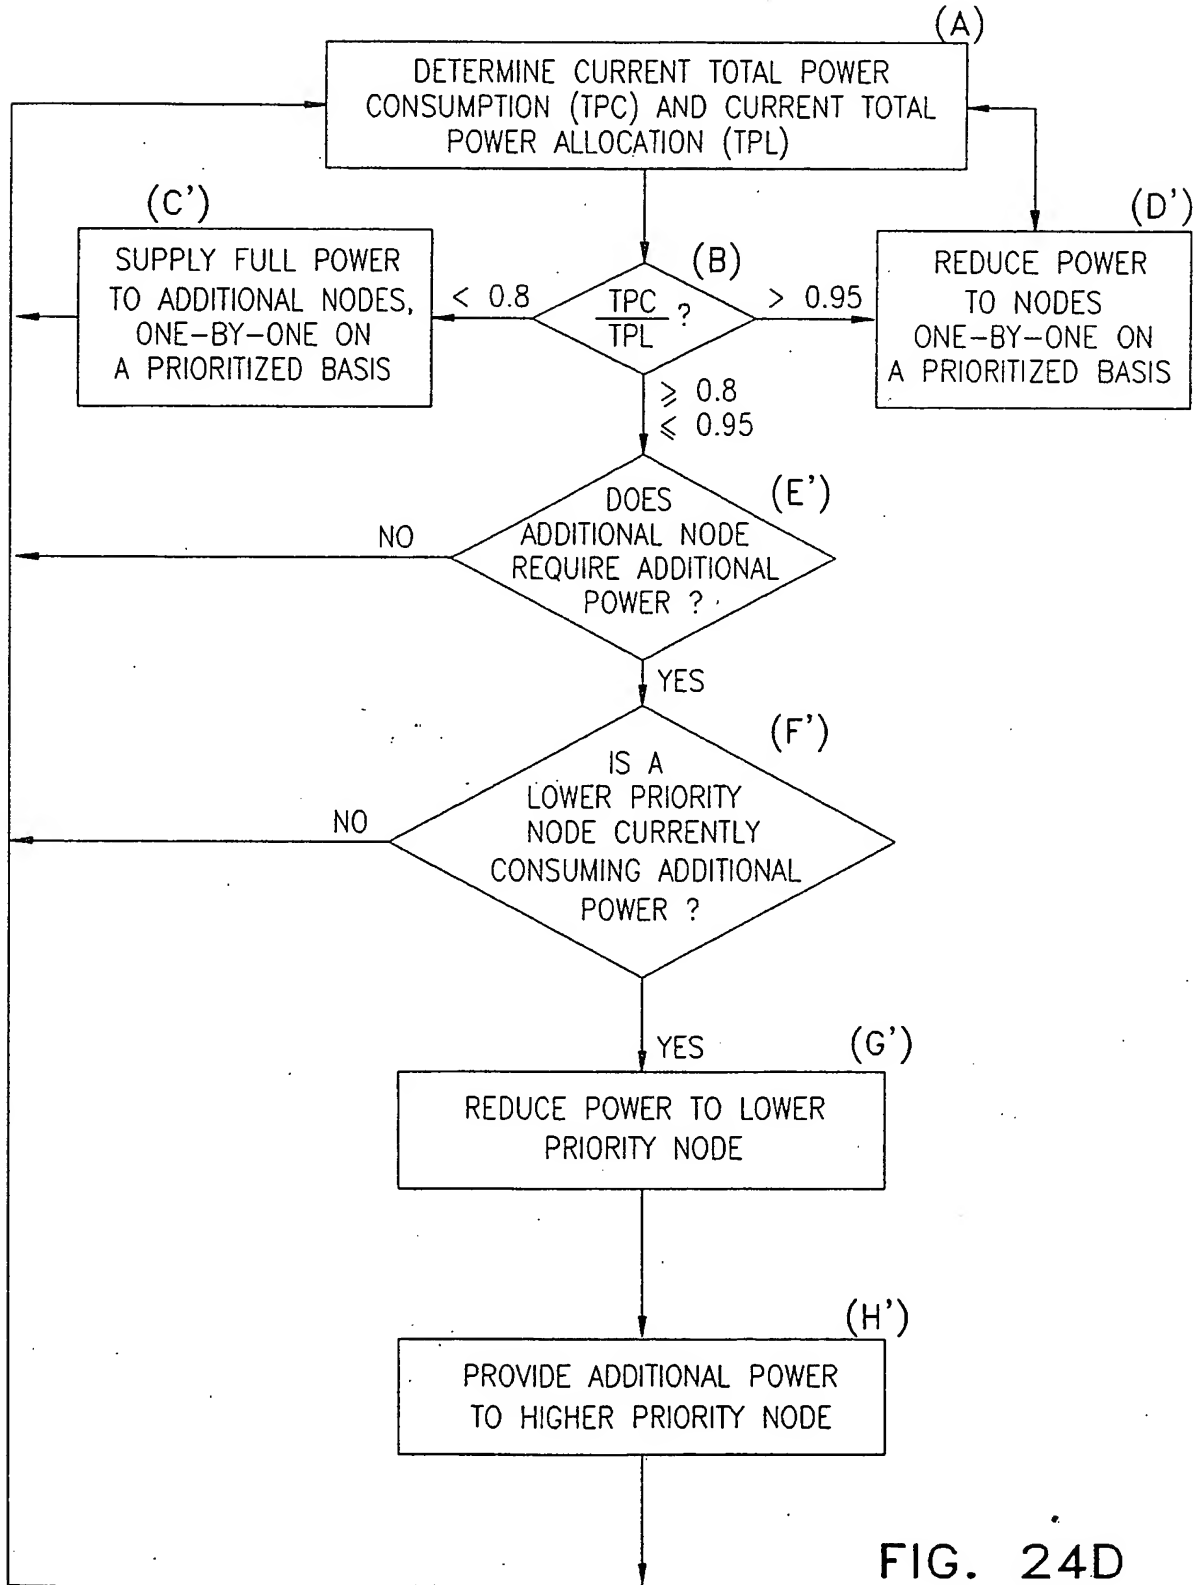 (A)
DETERMINE CURRENT TOTAL POWER
CONSUMPTION (TPC) AND CURRENT TOTAL
POWER ALLOCATION (TPL)
(C')
SUPPLY FULL POWER
TO ADDITIONAL NODES,
ONE-BY-ONE ON
A PRIORITIZED BASIS
< 0.8
(B)
TPC
TPL
?
> 0.95
(D')
REDUCE POWER
TO NODES
ONE-BY-ONE ON
A PRIORITIZED BASIS
⩾ 0.8
⩽ 0.95
(E')
DOES
ADDITIONAL NODE
REQUIRE ADDITIONAL
POWER ?
NO
YES
(F')
IS A
LOWER PRIORITY
NODE CURRENTLY
CONSUMING ADDITIONAL
POWER ?
NO
YES
(G')
REDUCE POWER TO LOWER
PRIORITY NODE
(H')
PROVIDE ADDITIONAL POWER
TO HIGHER PRIORITY NODE
FIG. 24D